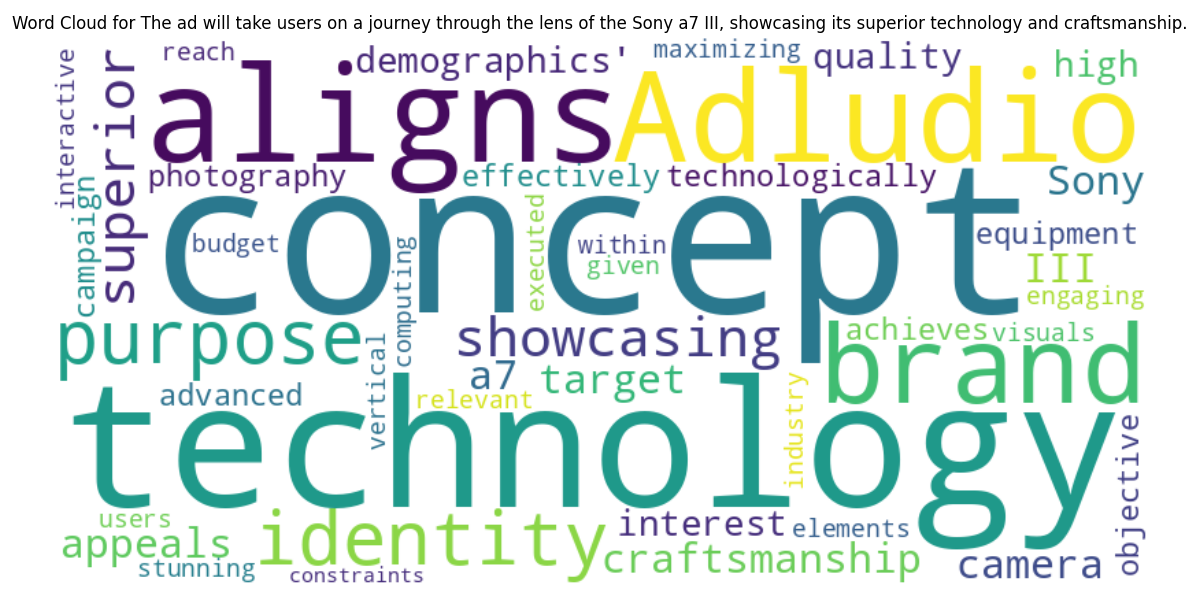 Word Cloud for The ad will take users on a journey through the lens of the Sony a7 III, showcasing its superior technology and craftsmanship.
reach
demographics'
maximizing
quality
high
interactive
superior
aligns
Adludio
photography
effectively
technologically
Sony
campaign
concept
budget
computing
executed
within
given
equipment
III
engaging
purpose
showcasing
achieves
visuals
brand
vertical
a7
target
advanced
relevant
industry
technology
objective
users
appeals
identity
interest
elements
stunning
constraints
craftsmanship
camera